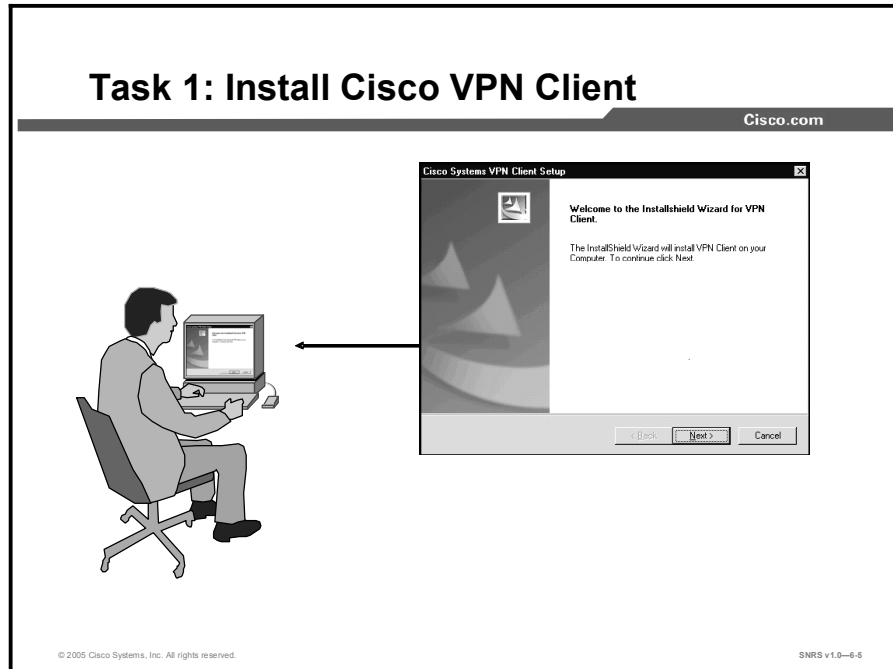 Task 1: Install Cisco VPN Client
Cisco.com
Cisco Systems VPN Client Setup
Welcome to the Installshield Wizard for VPN
Client.
The InstallShield Wizard will install VPN Client on your
Computer. To continue click Next.
< Back
Next >
Cancel
© 2005 Cisco Systems, Inc. All rights reserved.
SNRS v1.0—6-5